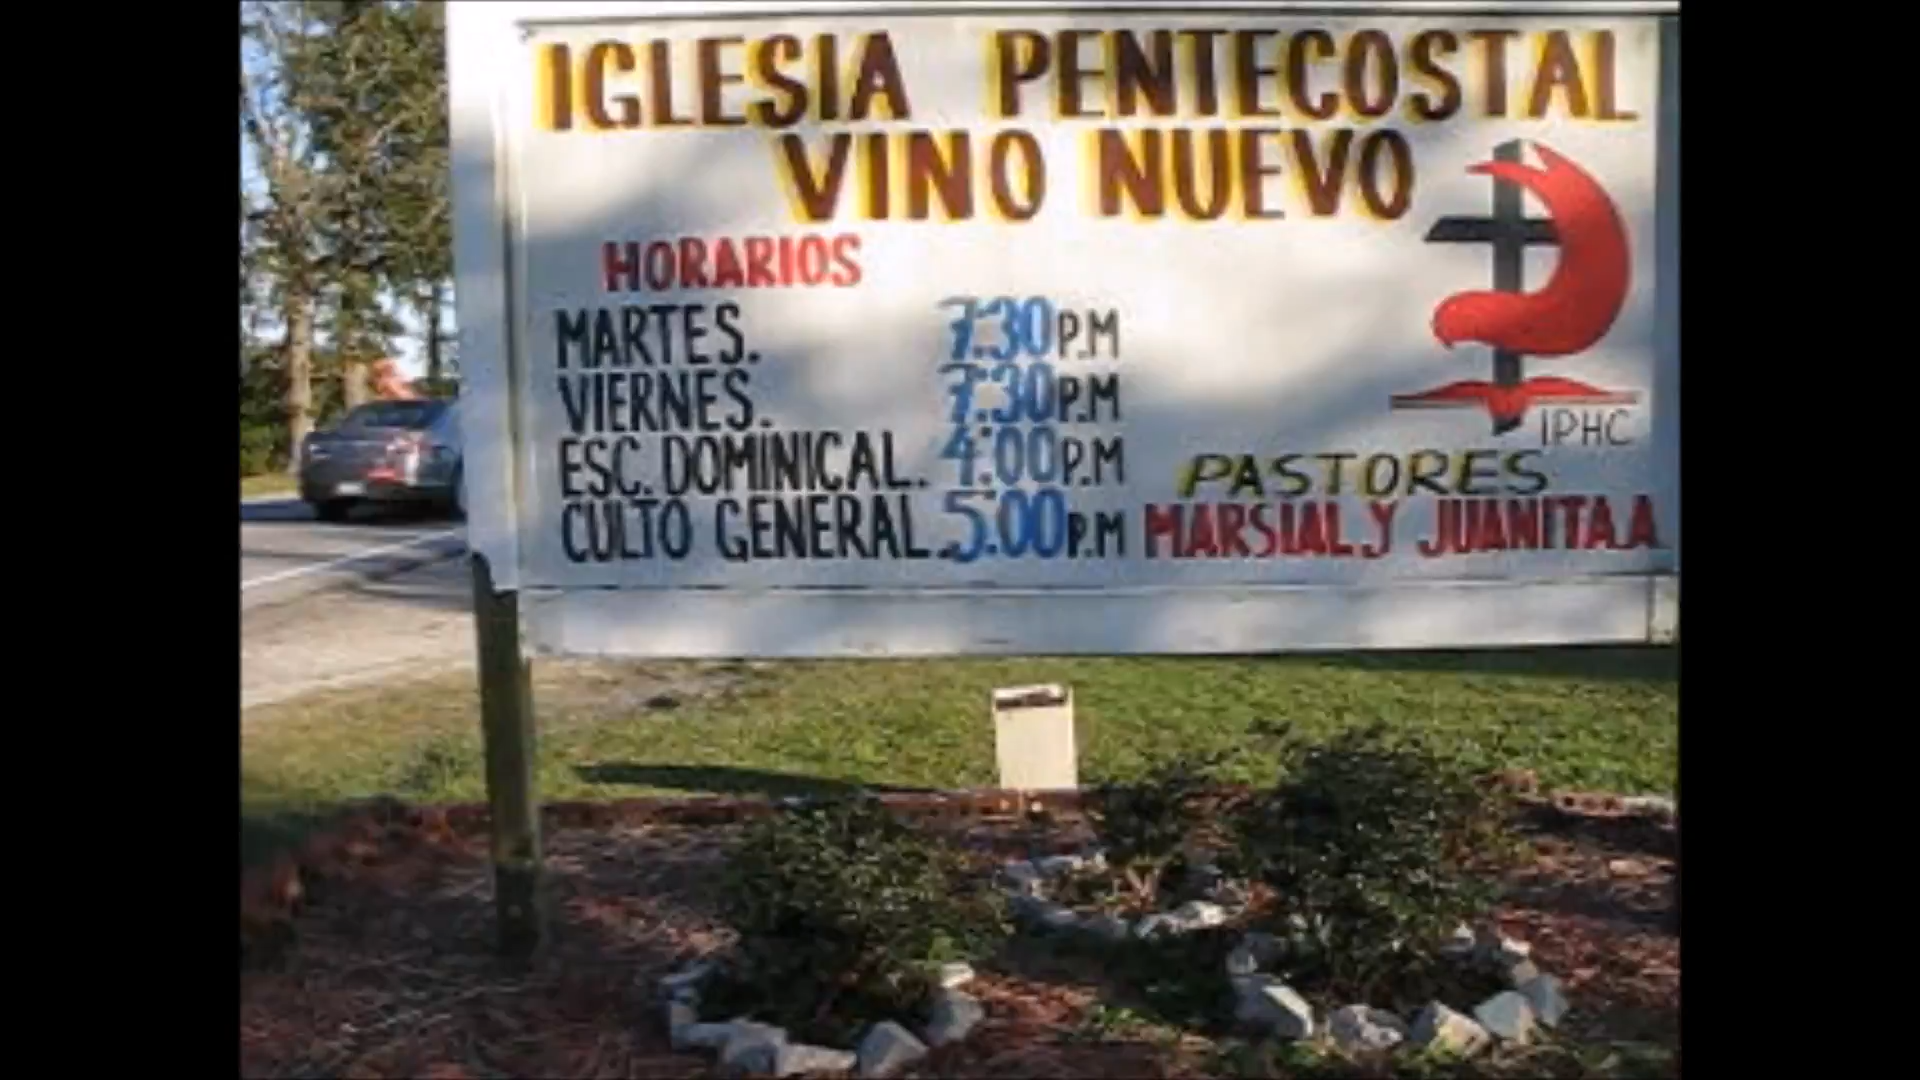 IGLESIA PENTECOSTAL
VINO NUEVO
HORARIOS
MARTES. 7:30 P.M
VIERNES. 7:30 P.M
ESC. DOMINICAL. 4:00 P.M
CULTO GENERAL. 5:00 P.M
IPHC
PASTORES
MARSIAL Y JUANITA.A